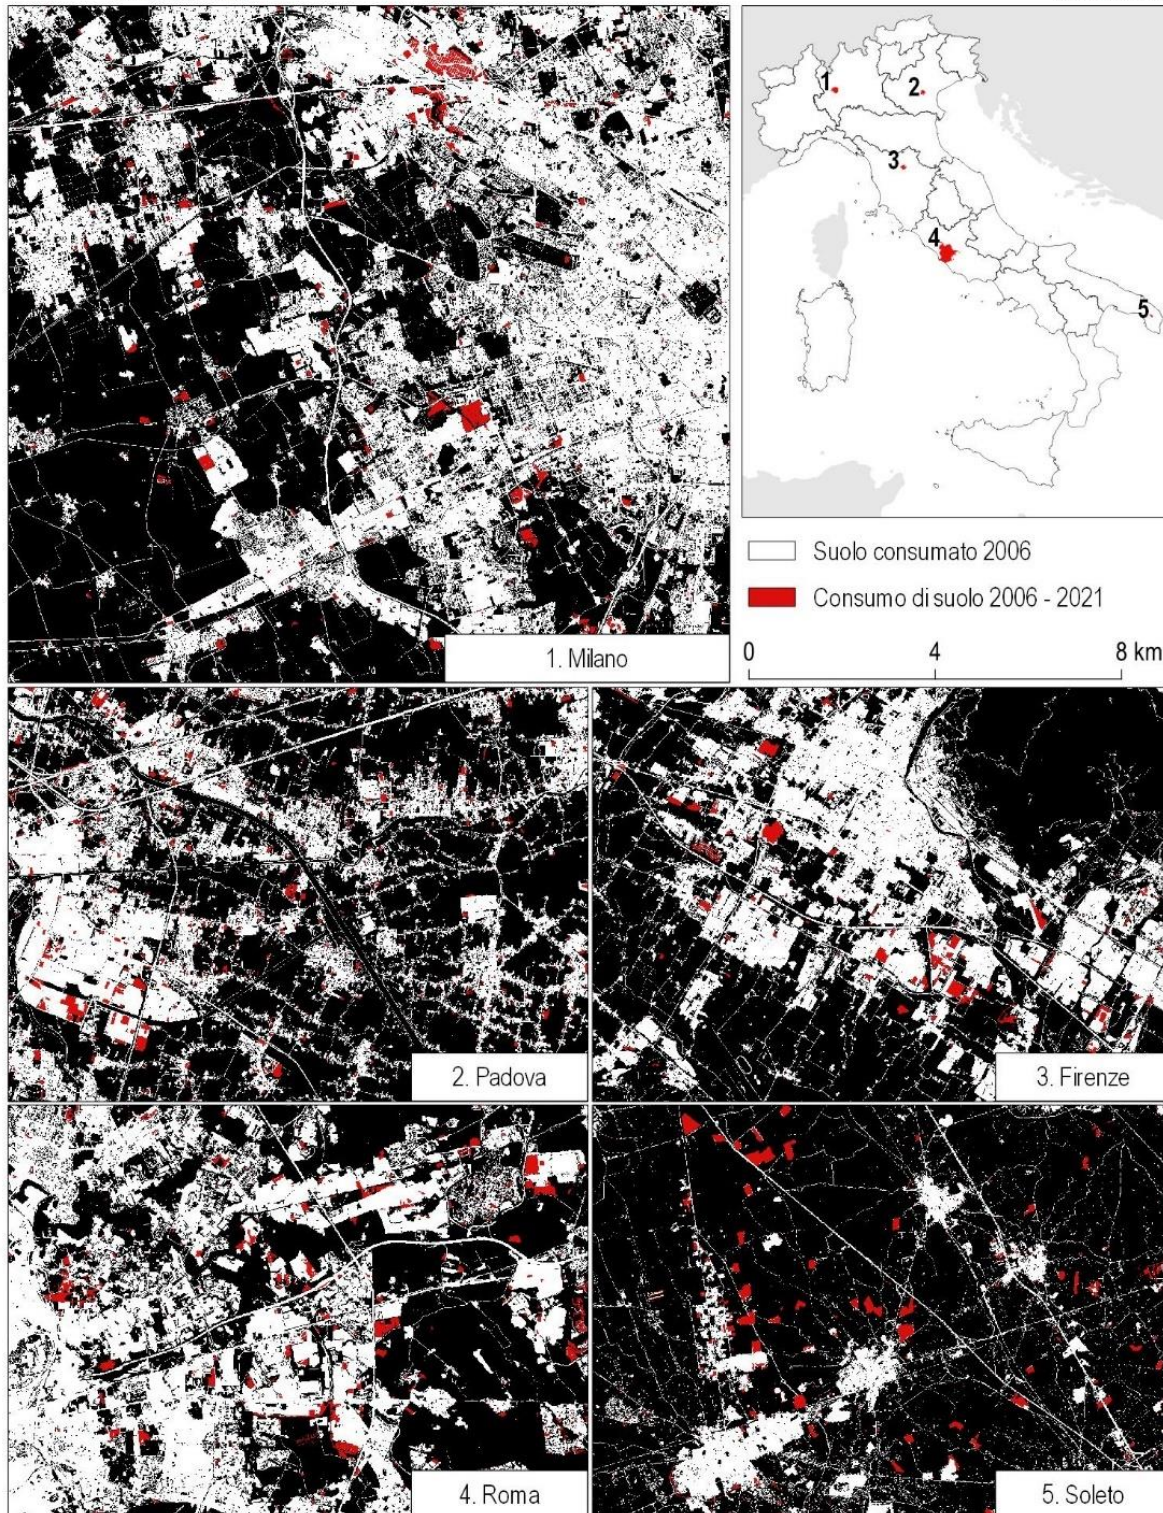 1
2
3
4
5
Suolo consumato 2006
Consumo di suolo 2006 - 2021
0 4 8 km
1. Milano
2. Padova
3. Firenze
4. Roma
5. Soleto